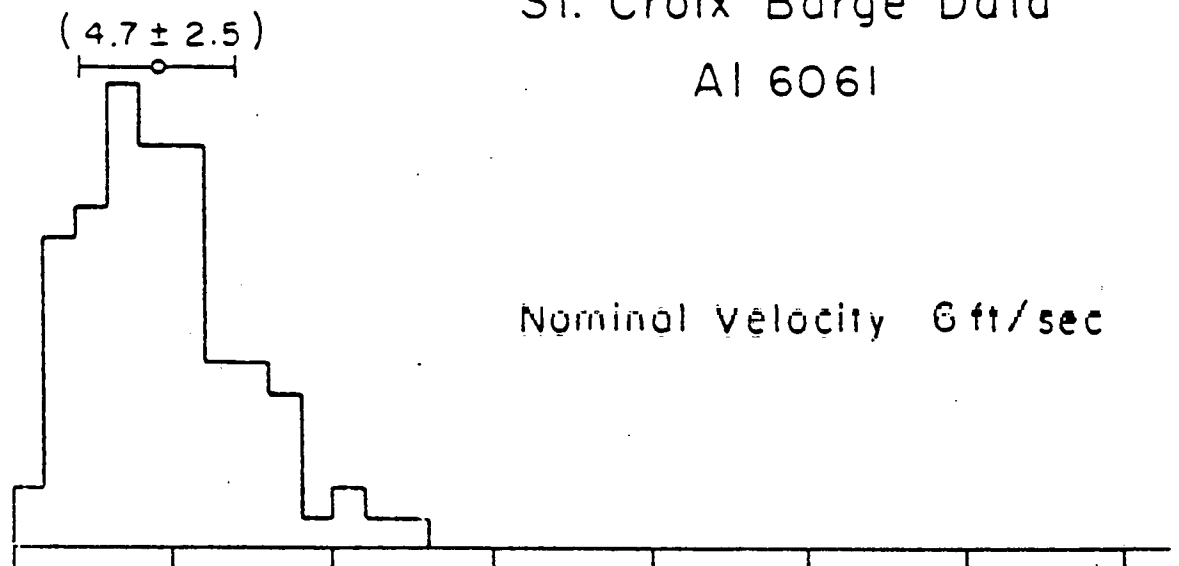 (4.7 ± 2.5)
St. Croix Barge Data
Al 6061
Nominal Velocity 6 ft/sec